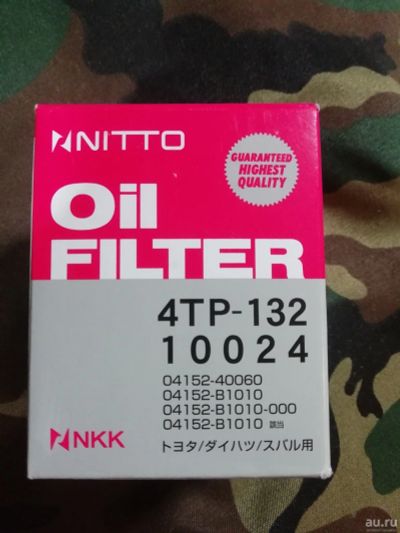 NITTO
GUARANTEED
HIGHEST
QUALITY
Oil
FILTER
4TP-132
10024
04152-40060
04152-B1010
04152-B1010-000
04152-B1010 該当
NKK
トヨタ/ダイハツ/スバル用
au.ru